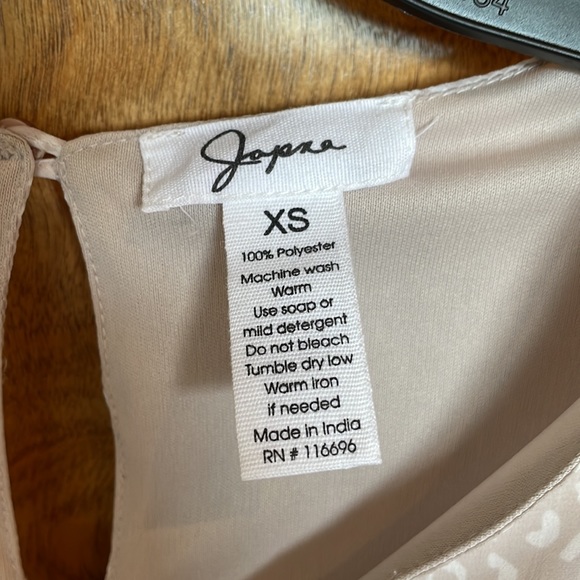 Japna
XS
100% Polyester
Machine wash
Warm
Use soap or
mild detergent
Do not bleach
Tumble dry low
Warm iron
if needed
Made in India
RN # 116696